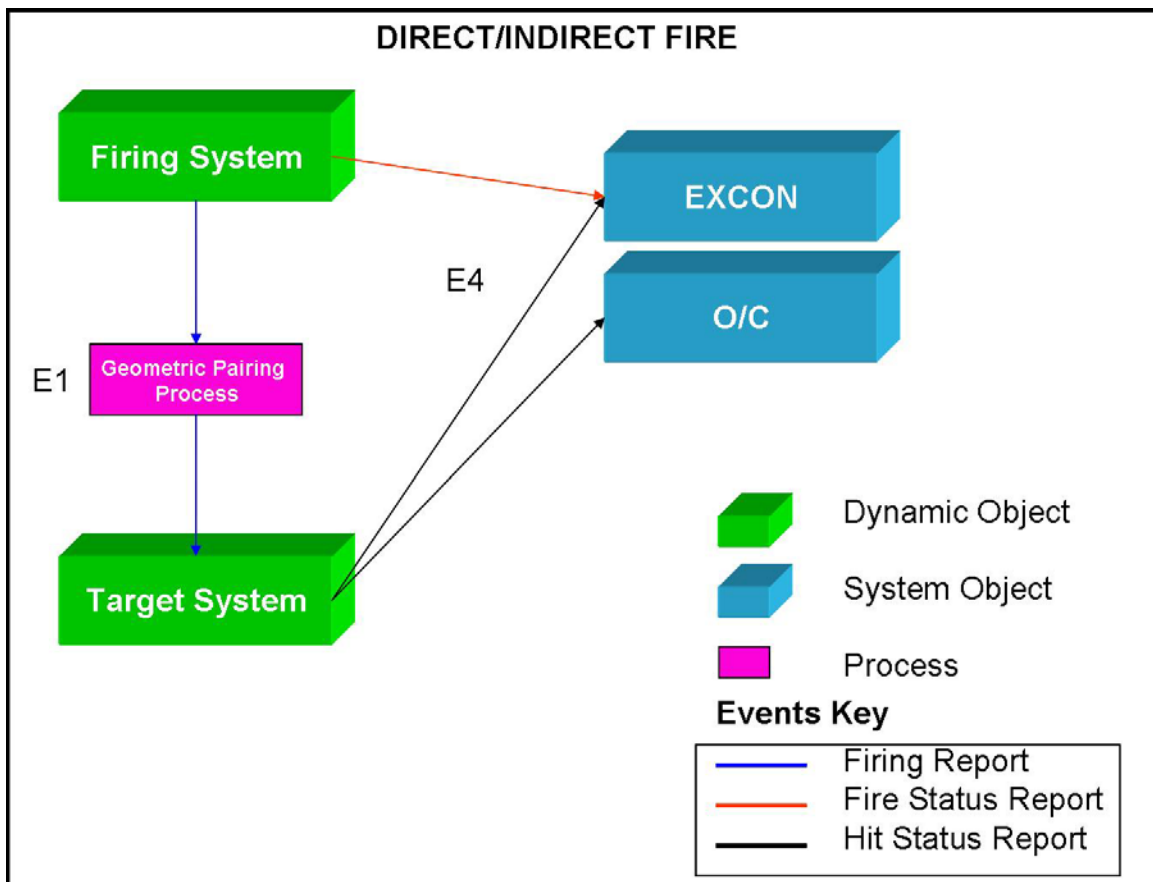 DIRECT/INDIRECT FIRE
Firing System
EXCON
E4
O/C
E1
Geometric Pairing
Process
Target System
Dynamic Object
System Object
Process
Events Key
Firing Report
Fire Status Report
Hit Status Report